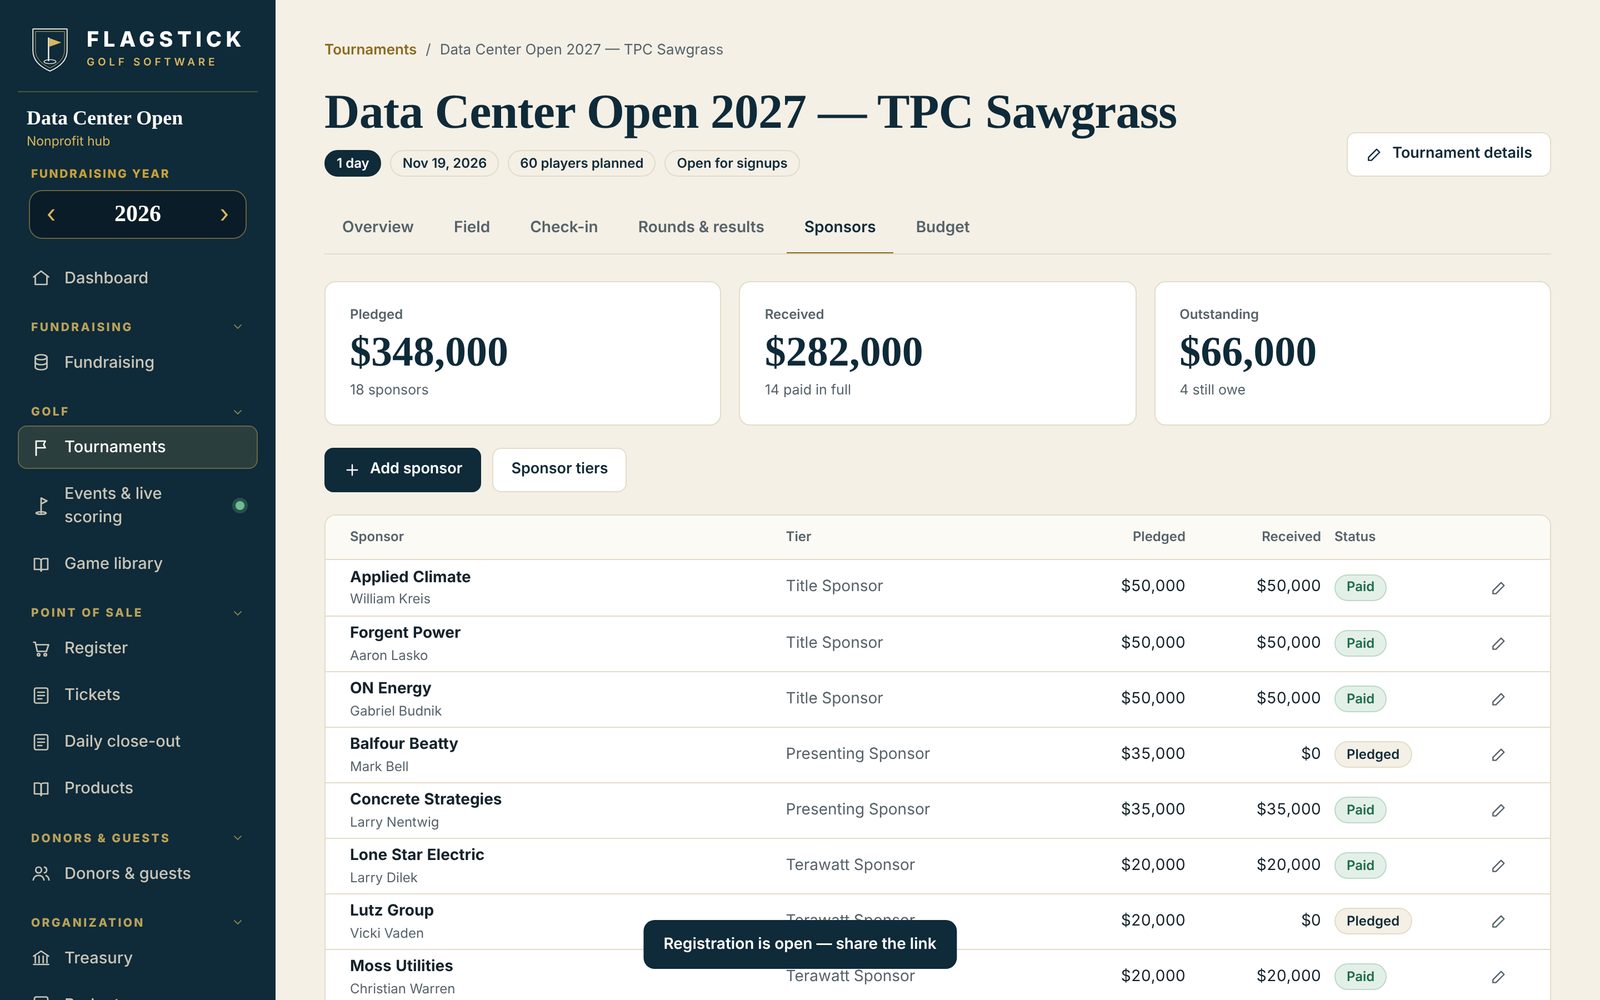 FLAGSTICK
GOLF SOFTWARE
Data Center Open
Nonprofit hub
FUNDRAISING YEAR
2026
Dashboard
FUNDRAISING
Fundraising
GOLF
Tournaments
Events & live
scoring
Game library
POINT OF SALE
Register
Tickets
Daily close-out
Products
DONORS & GUESTS
Donors & guests
ORGANIZATION
Treasury
Tournaments / Data Center Open 2027 — TPC Sawgrass
Data Center Open 2027 — TPC Sawgrass
1 day Nov 19, 2026 60 players planned Open for signups
Tournament details
Overview Field Check-in Rounds & results Sponsors Budget
Pledged
$348,000
18 sponsors
Received
$282,000
14 paid in full
Outstanding
$66,000
4 still owe
Add sponsor Sponsor tiers
Sponsor Tier Pledged Received Status
Applied Climate
William Kreis
Title Sponsor $50,000 $50,000 Paid
Forgent Power
Aaron Lasko
Title Sponsor $50,000 $50,000 Paid
ON Energy
Gabriel Budnik
Title Sponsor $50,000 $50,000 Paid
Balfour Beatty
Mark Bell
Presenting Sponsor $35,000 $0 Pledged
Concrete Strategies
Larry Nentwig
Presenting Sponsor $35,000 $35,000 Paid
Lone Star Electric
Larry Dilek
Terawatt Sponsor $20,000 $20,000 Paid
Lutz Group
Vicki Vaden
Terawatt Sponsor $20,000 $0 Pledged
Registration is open — share the link
Moss Utilities
Christian Warren
Terawatt Sponsor $20,000 $20,000 Paid